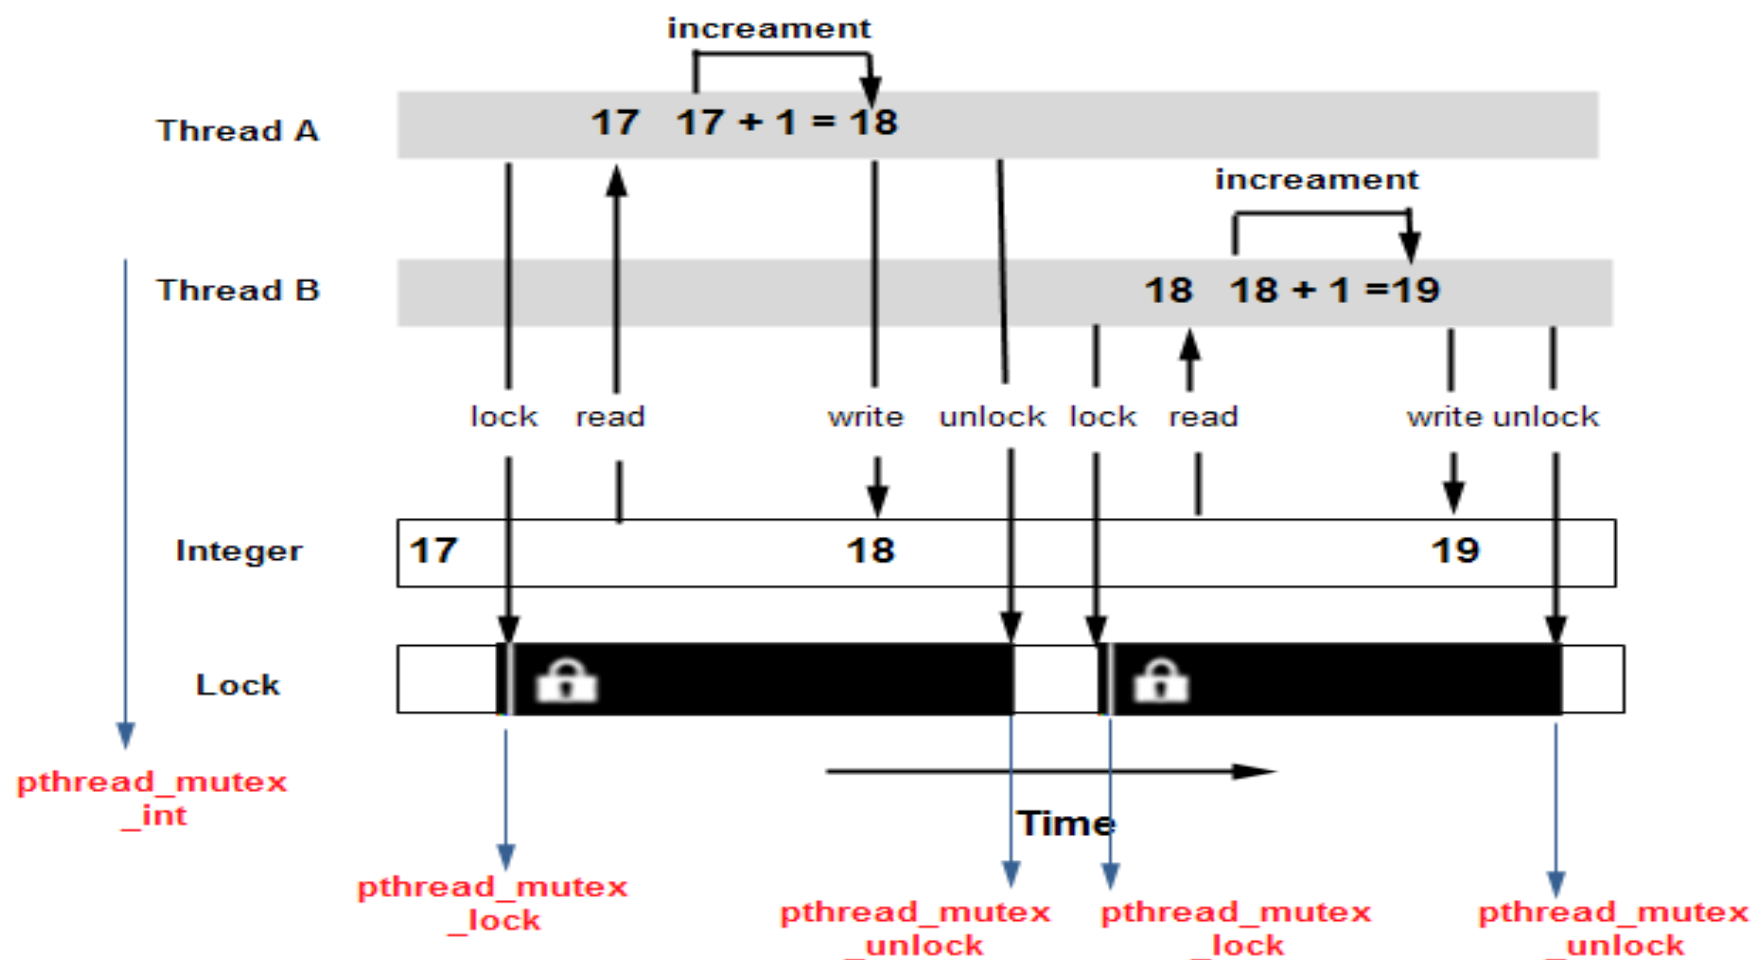 increament
Thread A
17 17 + 1 = 18
increament
Thread B
18 18 + 1 =19
lock read write unlock lock read write unlock
Integer
17 18 19
Lock
Time
pthread_mutex
_int
pthread_mutex
_lock
pthread_mutex
_unlock
pthread_mutex
_lock
pthread_mutex
_unlock